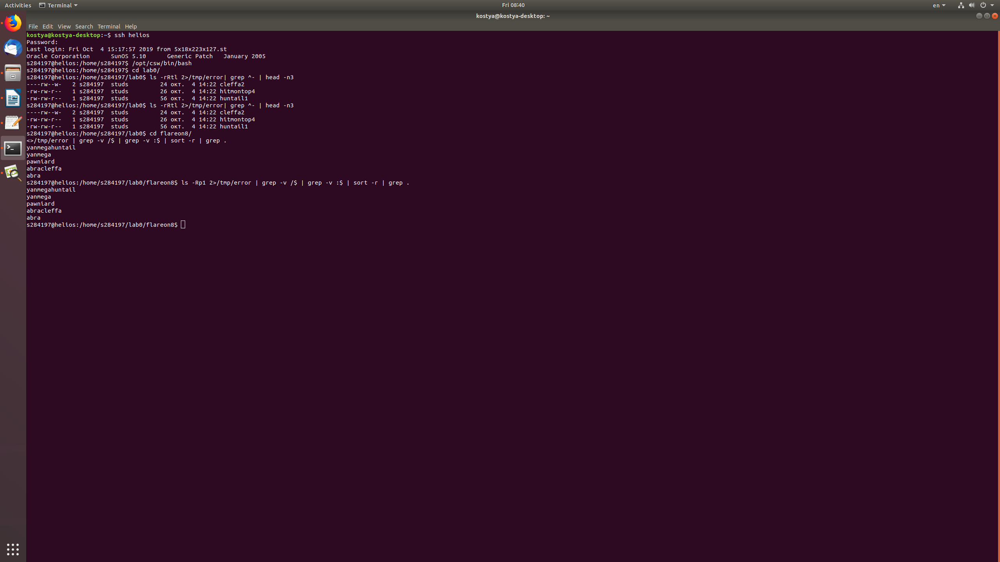 Activities Terminal Fri 08:40 en
kostya@kostya-desktop: ~
File Edit View Search Terminal Help
kostya@kostya-desktop:~$ ssh helios
Password:
Last login: Fri Oct  4 15:17:57 2019 from 5x18x223x127.st
Oracle Corporation      SunOS 5.10      Generic Patch   January 2005
s284197@helios:/home/s284197$ /opt/csw/bin/bash
s284197@helios:/home/s284197$ cd lab0/
s284197@helios:/home/s284197/lab0$ ls -rRtl 2>/tmp/error| grep ^- | head -n3
----rw--w-   2 s284197  studs         24 окт.  4 14:22 cleffa2
-rw-rw-r--   1 s284197  studs         26 окт.  4 14:22 hitmontop4
-rw-rw-r--   1 s284197  studs         56 окт.  4 14:22 huntail1
s284197@helios:/home/s284197/lab0$ ls -rRtl 2>/tmp/error| grep ^- | head -n3
----rw--w-   2 s284197  studs         24 окт.  4 14:22 cleffa2
-rw-rw-r--   1 s284197  studs         26 окт.  4 14:22 hitmontop4
-rw-rw-r--   1 s284197  studs         56 окт.  4 14:22 huntail1
s284197@helios:/home/s284197/lab0$ cd flareon8/
<>/tmp/error | grep -v /$ | grep -v :$ | sort -r | grep .
yanmegahuntail
yanmega
pawniard
abracleffa
abra
s284197@helios:/home/s284197/lab0/flareon8$ ls -Rp1 2>/tmp/error | grep -v /$ | grep -v :$ | sort -r | grep .
yanmegahuntail
yanmega
pawniard
abracleffa
abra
s284197@helios:/home/s284197/lab0/flareon8$